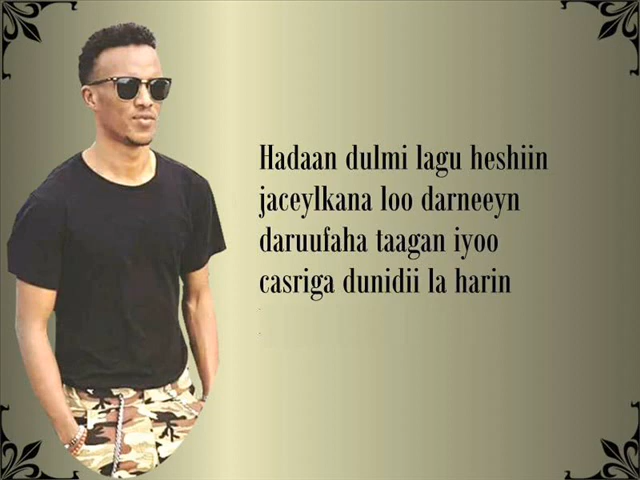 Hadaan dulmi lagu heshiin
jaceylkana loo darneeyn
daruufaha taagan iyoo
casriga dunidii la harin